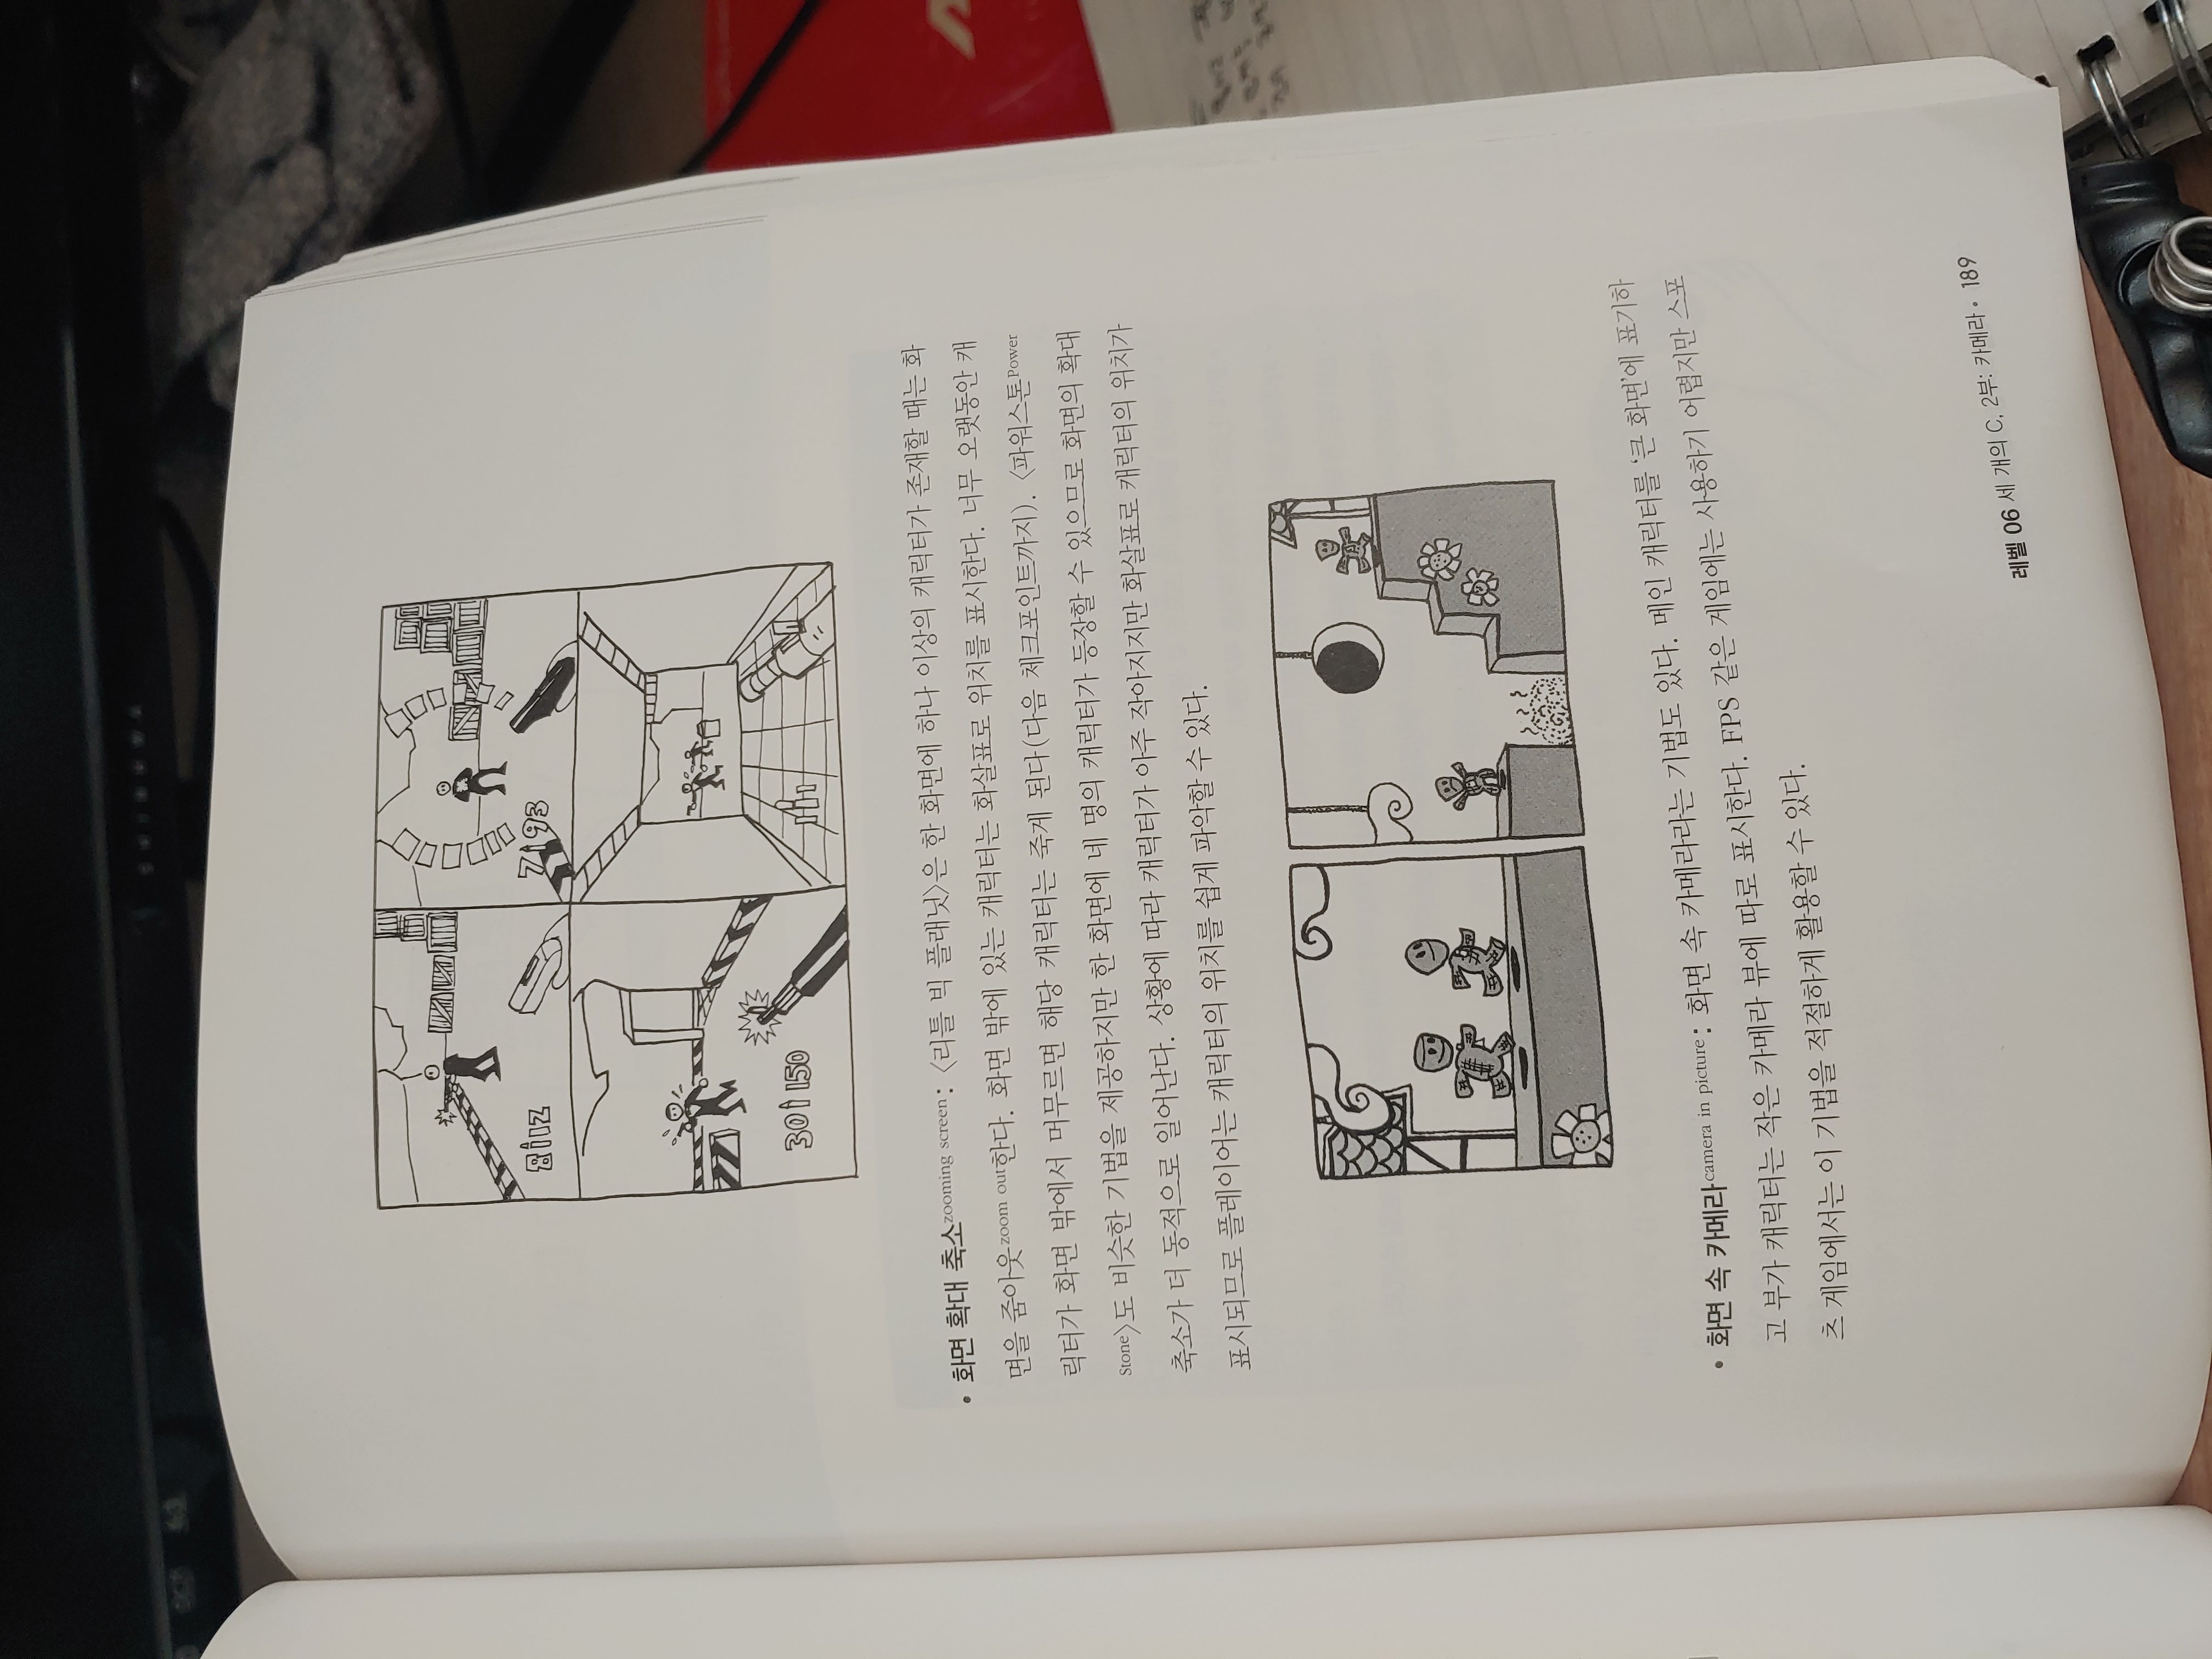 8 112
7 93
30 150
• 화면 확대 축소zooming screen: 〈리틀 빅 플래닛〉은 한 화면에 하나 이상의 캐릭터가 존재할 때는 화
면을 줌아웃zoom out한다. 화면 밖에 있는 캐릭터는 화살표로 위치를 표시한다. 너무 오랫동안 캐
릭터가 화면 밖에서 머무르면 해당 캐릭터는 죽게 된다(다음 체크포인트까지). 〈파워스톤Power
Stone〉도 비슷한 기법을 제공하지만 한 화면에 네 명의 캐릭터가 등장할 수 있으므로 화면의 확대
축소가 더 동적으로 일어난다. 상황에 따라 캐릭터가 아주 작아지지만 화살표로 캐릭터의 위치가
표시되므로 플레이어는 캐릭터의 위치를 쉽게 파악할 수 있다.
• 화면 속 카메라camera in picture: 화면 속 카메라라는 기법도 있다. 메인 캐릭터를 ‘큰 화면’에 표기하
고 부가 캐릭터는 작은 카메라 뷰에 따로 표시한다. FPS 같은 게임에는 사용하기 어렵지만 스포
츠 게임에서는 이 기법을 적절하게 활용할 수 있다.
레벨 06 세 개의 C, 2부: 카메라 • 189